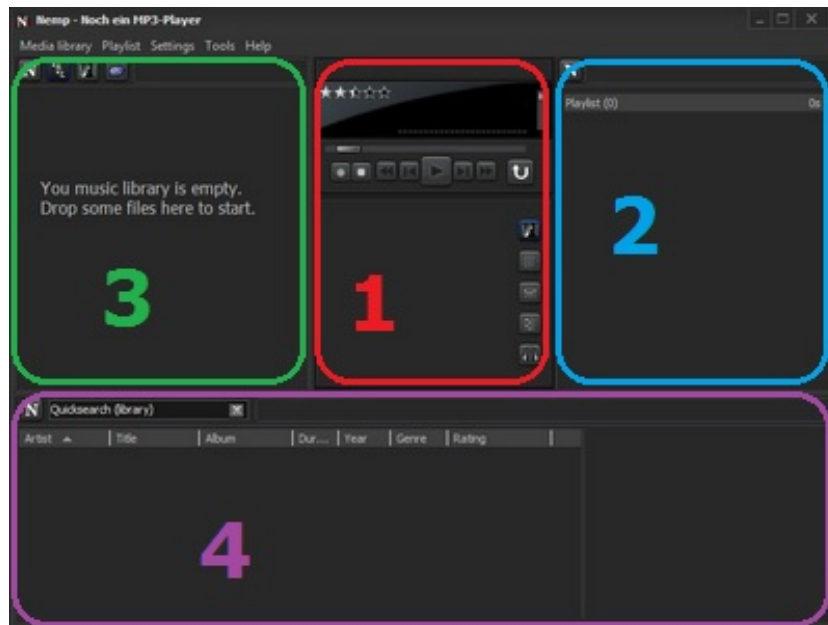 Nemp - Noch ein MP3-Player
Media library Playlist Settings Tools Help
You music library is empty.
Drop some files here to start.
3
1
Playlist (0) 0s
2
N Quicksearch (library)
Artist Title Album Dur... Year Genre Rating
4